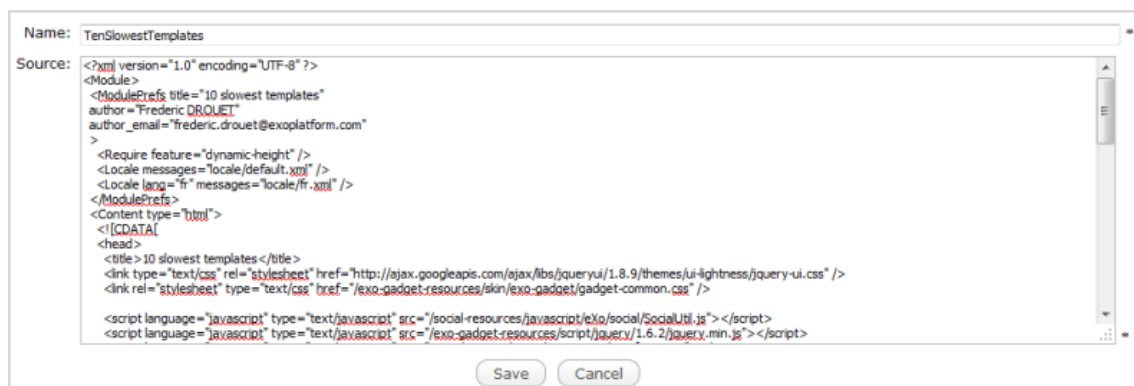 Name: TenSlowestTemplates *
Source: <?xml version="1.0" encoding="UTF-8" ?>
<Module>
<ModulePrefs title="10 slowest templates"
author="Frederic DROUET"
author_email="frederic.drouet@exoplatform.com"
>
<Require feature="dynamic-height" />
<Locale messages="locale/default.xml" />
<Locale lang="fr" messages="locale/fr.xml" />
</ModulePrefs>
<Content type="html">
<![CDATA[
<head>
<title>10 slowest templates</title>
<link type="text/css" rel="stylesheet" href="http://ajax.googleapis.com/ajax/libs/jqueryui/1.8.9/themes/ui-lightness/jquery-ui.css" />
<link rel="stylesheet" type="text/css" href="/exo-gadget-resources/skin/exo-gadget/gadget-common.css" />
<script language="javascript" type="text/javascript" src="/social-resources/javascript/eXo/social/SocialUtil.js"></script>
<script language="javascript" type="text/javascript" src="/exo-gadget-resources/script/jquery/1.6.2/jquery.min.js"></script> *
Save Cancel